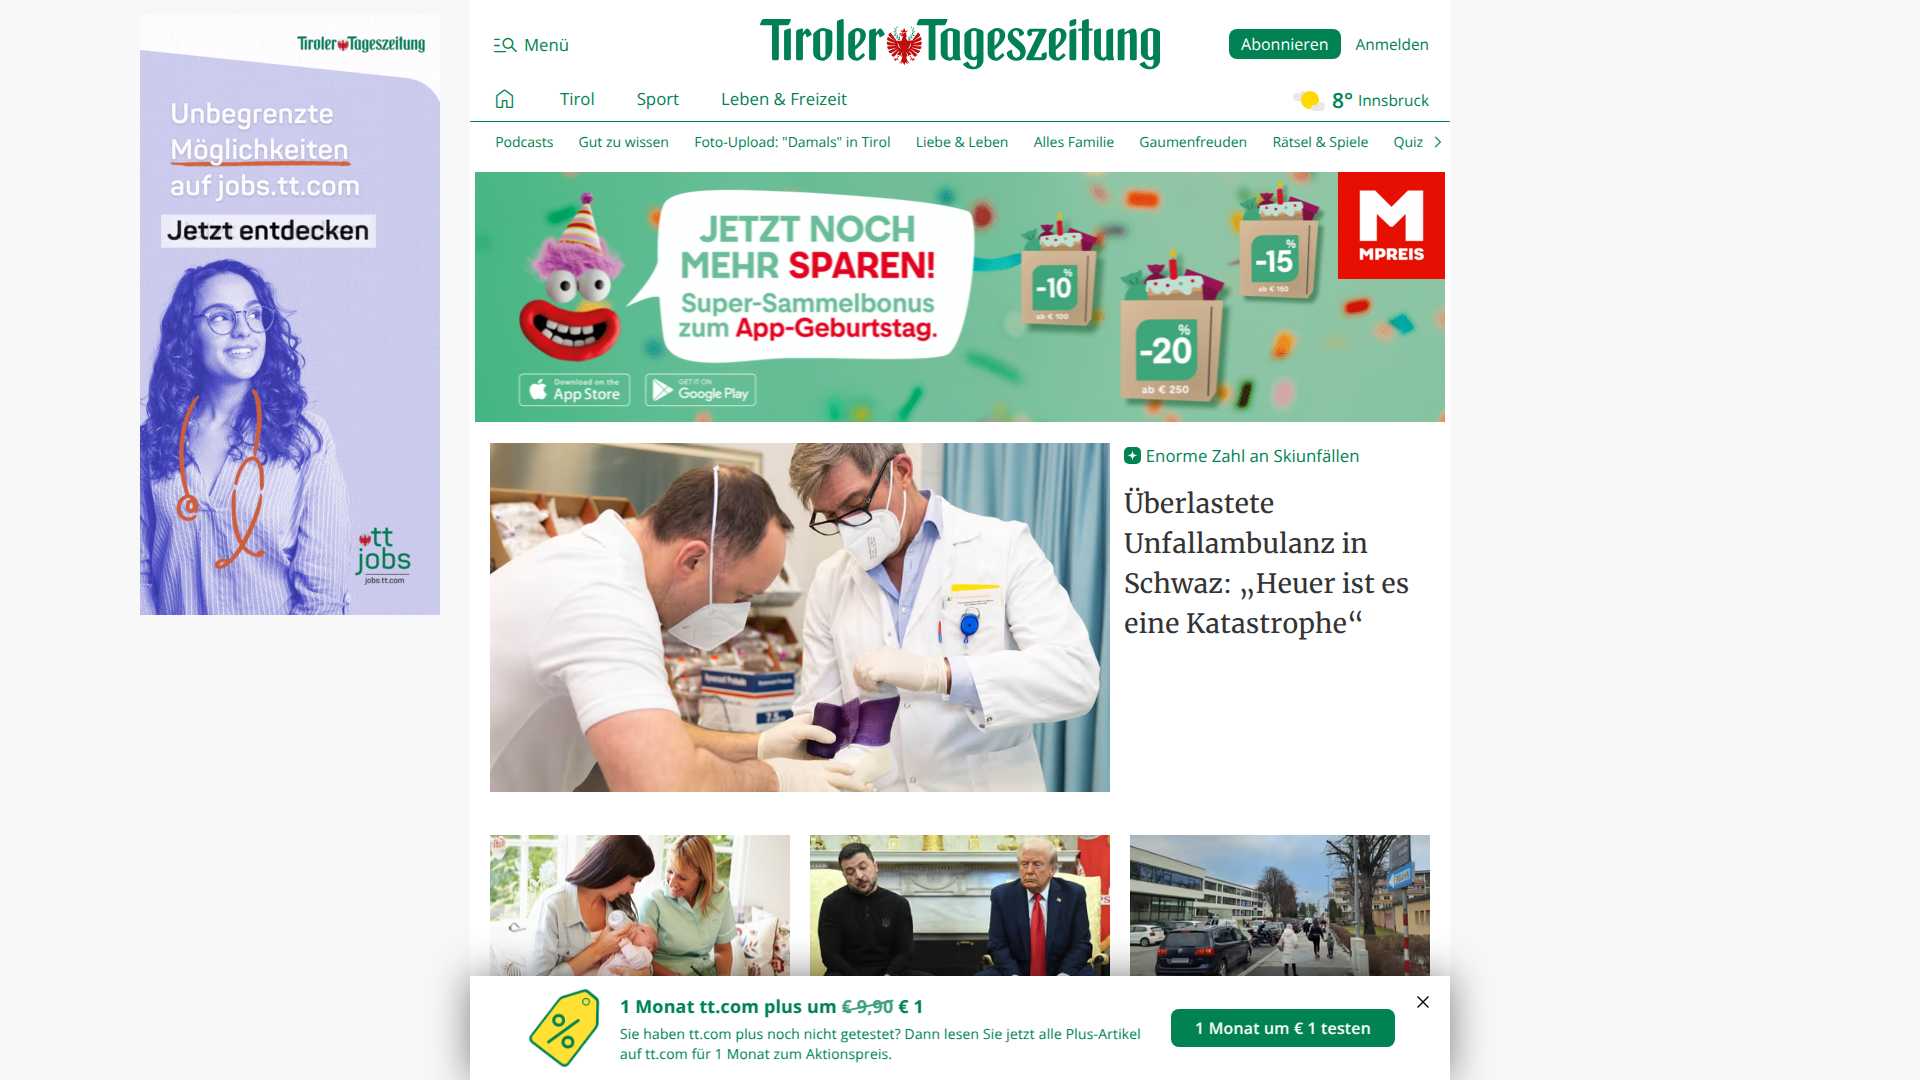 Tiroler Tageszeitung
Unbegrenzte
Möglichkeiten
auf jobs.tt.com
Jetzt entdecken
tt
jobs
jobs.tt.com
Menü
Tiroler Tageszeitung
Abonnieren
Anmelden
Tirol
Sport
Leben & Freizeit
8° Innsbruck
Podcasts
Gut zu wissen
Foto-Upload: "Damals" in Tirol
Liebe & Leben
Alles Familie
Gaumenfreuden
Rätsel & Spiele
Quiz
JETZT NOCH
MEHR SPAREN!
Super-Sammelbonus
zum App-Geburtstag.
Download on the
App Store
GET IT ON
Google Play
-10%
ab € 100
-20%
ab € 250
-15%
ab € 150
M
MPREIS
Enorme Zahl an Skiunfällen
Überlastete
Unfallambulanz in
Schwaz: „Heuer ist es
eine Katastrophe“
1 Monat tt.com plus um € 9,90 € 1
Sie haben tt.com plus noch nicht getestet? Dann lesen Sie jetzt alle Plus-Artikel
auf tt.com für 1 Monat zum Aktionspreis.
1 Monat um € 1 testen